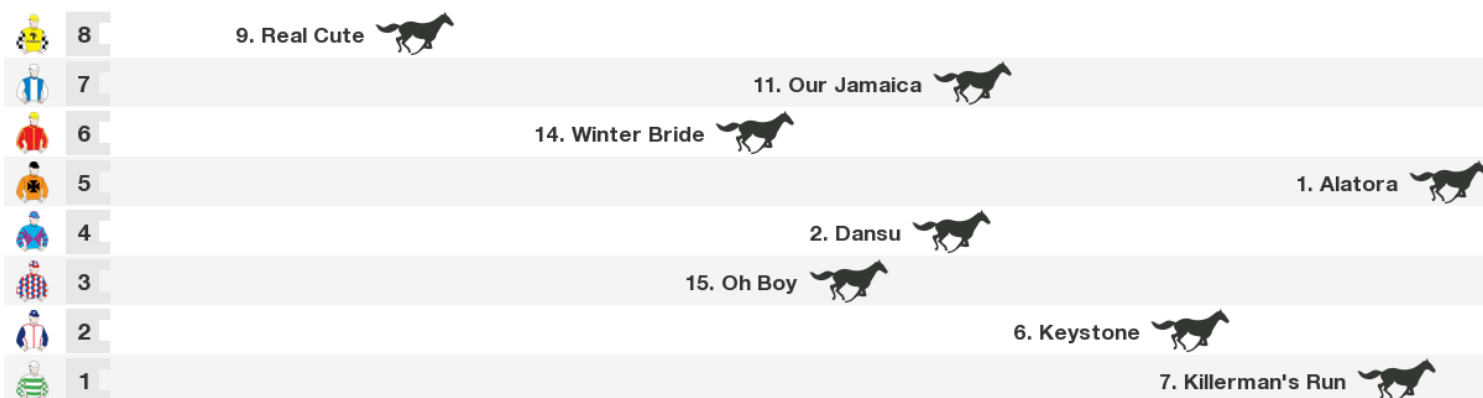 8 9. Real Cute
7 11. Our Jamaica
6 14. Winter Bride
5 1. Alatora
4 2. Dansu
3 15. Oh Boy
2 6. Keystone
1 7. Killerman's Run